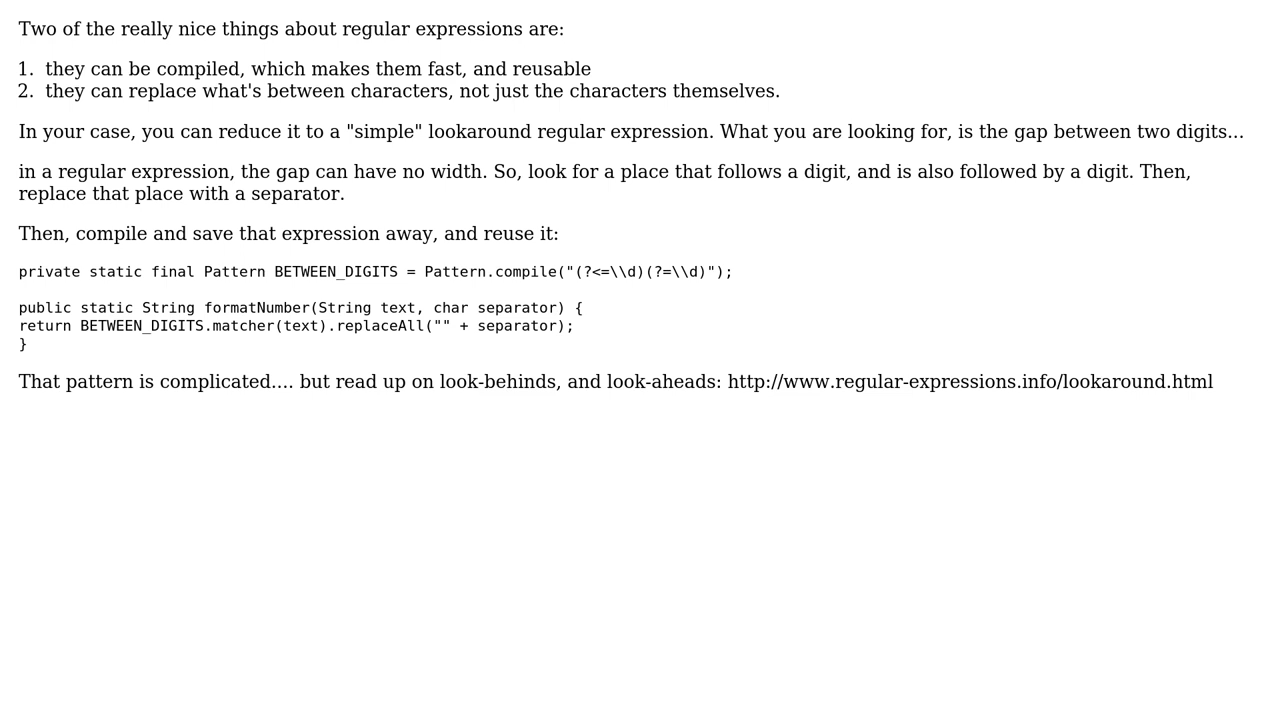 Two of the really nice things about regular expressions are:
1. they can be compiled, which makes them fast, and reusable
2. they can replace what's between characters, not just the characters themselves.
In your case, you can reduce it to a "simple" lookaround regular expression. What you are looking for, is the gap between two digits...
in a regular expression, the gap can have no width. So, look for a place that follows a digit, and is also followed by a digit. Then,
replace that place with a separator.
Then, compile and save that expression away, and reuse it:
private static final Pattern BETWEEN_DIGITS = Pattern.compile("(?<=\\d)(?=\\d)");
public static String formatNumber(String text, char separator) {
return BETWEEN_DIGITS.matcher(text).replaceAll("" + separator);
}
That pattern is complicated.... but read up on look-behinds, and look-aheads: http://www.regular-expressions.info/lookaround.html